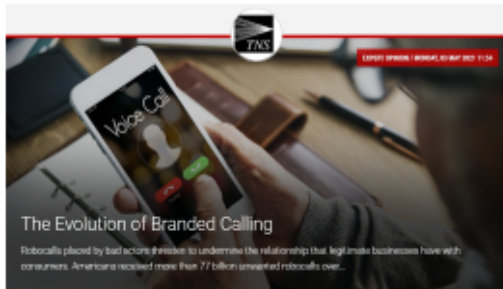 TNS
EXPERT OPINION / MONDAY, 03 MAY 2021 11:34
Voice Call
The Evolution of Branded Calling
Robocalls placed by bad actors threaten to undermine the relationship that legitimate businesses have with
consumers. Americans received more than 77 billion unwanted robocalls over...